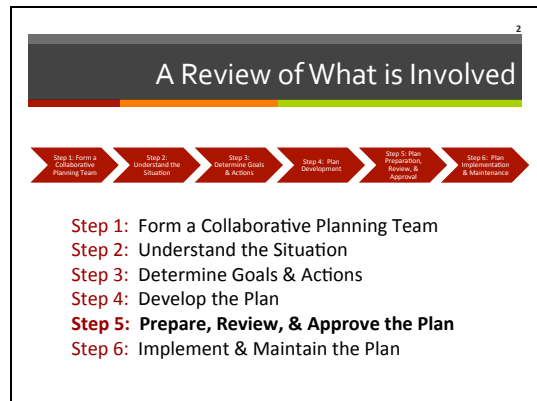 2
A Review of What is Involved
Step 1: Form a
Collaborative
Planning Team
Step 2:
Understand the
Situation
Step 3:
Determine Goals
& Actions
Step 4: Plan
Development
Step 5: Plan
Preparation,
Review, &
Approval
Step 6: Plan
Implementation
& Maintenance
Step 1: Form a Collaborative Planning Team
Step 2: Understand the Situation
Step 3: Determine Goals & Actions
Step 4: Develop the Plan
Step 5: Prepare, Review, & Approve the Plan
Step 6: Implement & Maintain the Plan